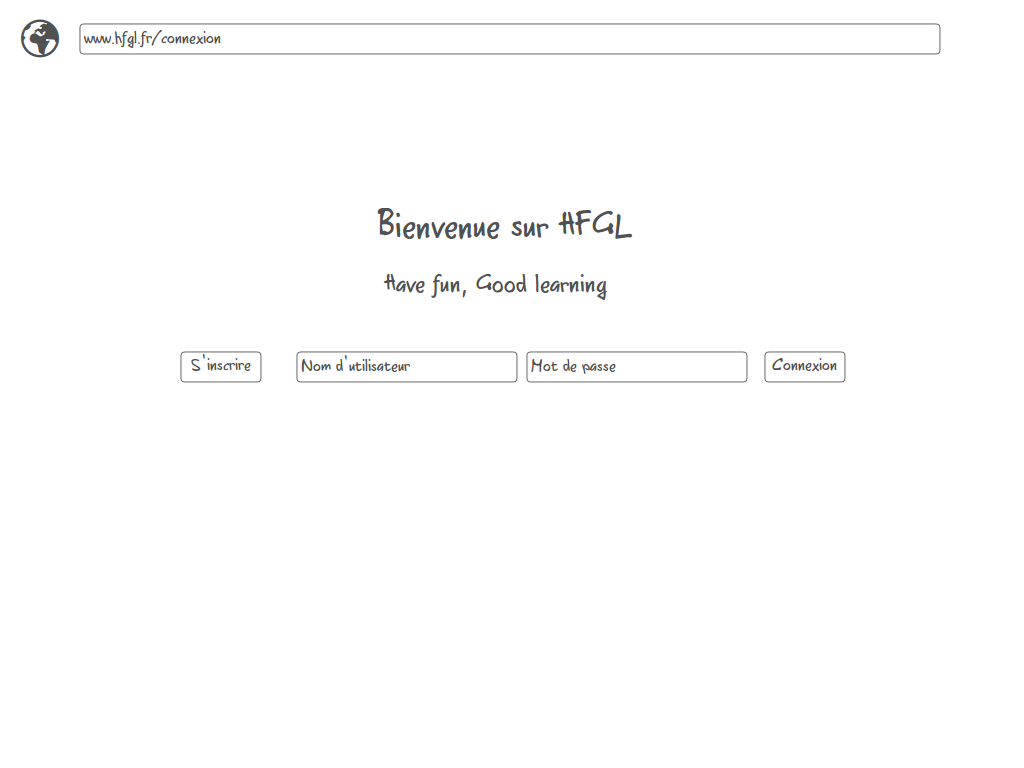 www.hfgl.fr/connexion
Bienvenue sur HFGL
Have fun, Good learning
S'inscrire Nom d'utilisateur Mot de passe Connexion